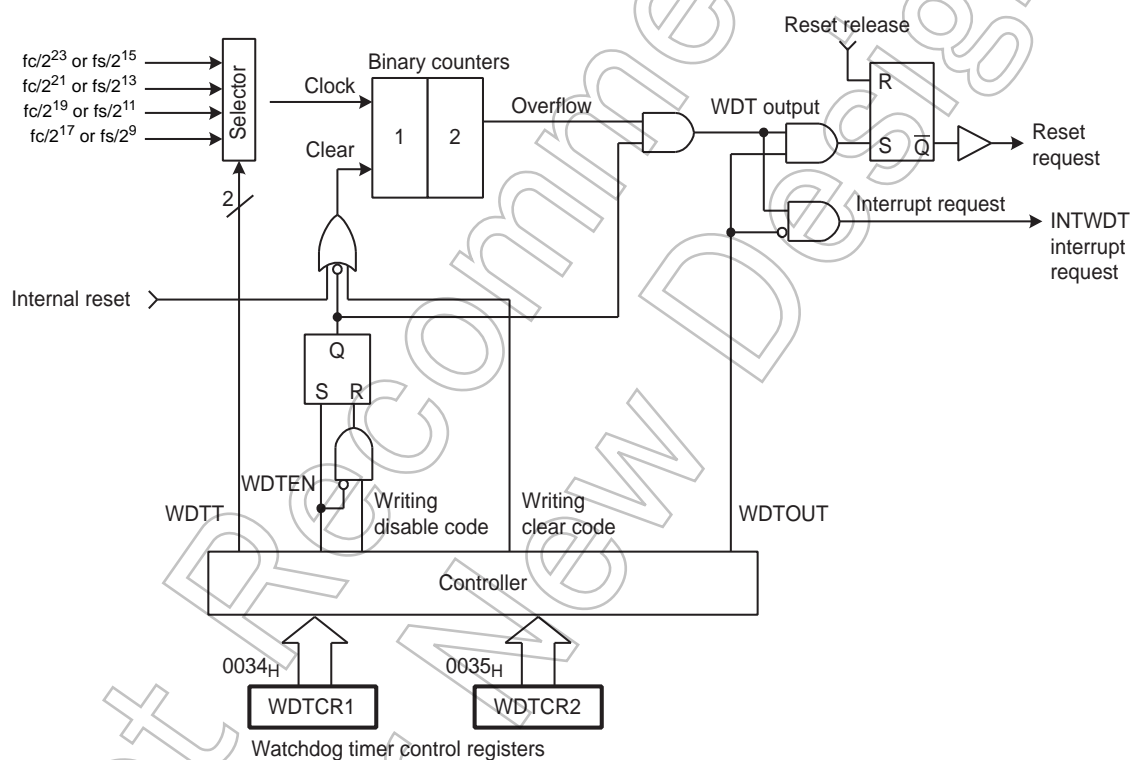 Reset release
fc/2^23 or fs/2^15
fc/2^21 or fs/2^13
fc/2^19 or fs/2^11
fc/2^17 or fs/2^9
Selector
Clock
Clear
Binary counters
1
2
Overflow
WDT output
R
S
Q̅
Reset
request
2
Interrupt request
INTWDT
interrupt
request
Internal reset
Q
S
R
WDTEN
WDTT
Writing
disable code
Writing
clear code
WDTOUT
Controller
0034H
0035H
WDTCR1
WDTCR2
Watchdog timer control registers